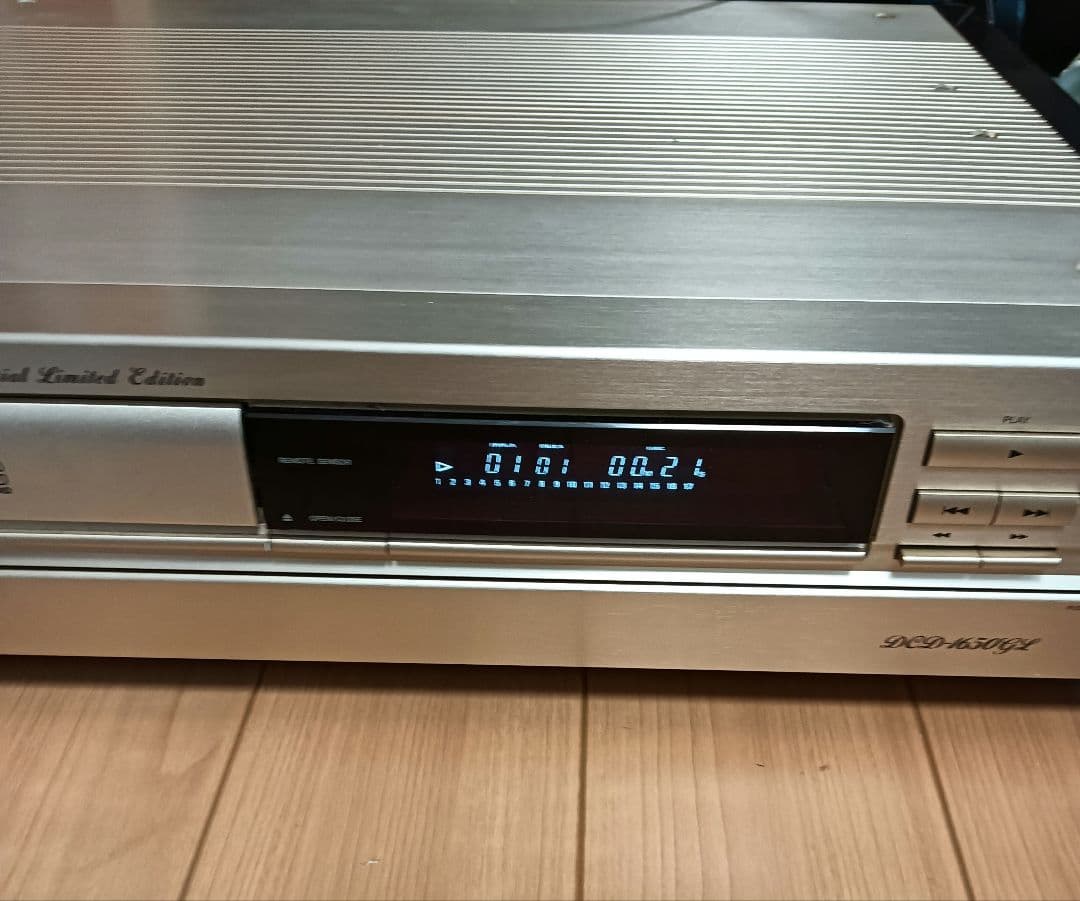 ial Limited Edition
PLAY
REMOTE SENSOR
01 01 00
1 2 3 4 5 6 7 8 9 10 11 12 13 14 15 16 17
OPEN/CLOSE
DCD-1650GL